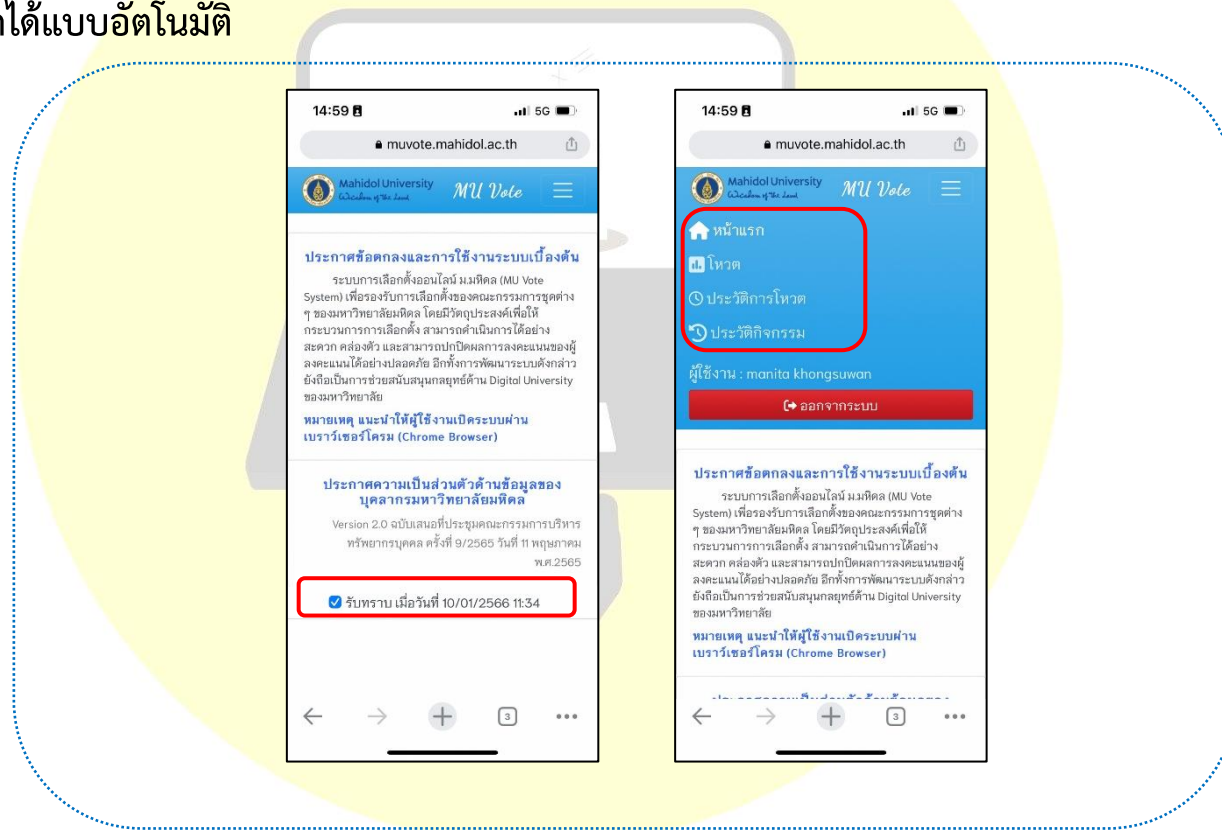 ได้แบบอัตโนมัติ
14:59
5G
muvote.mahidol.ac.th
Mahidol University
Wisdom of the Land
MU Vote
ประกาศข้อตกลงและการใช้งานระบบเบื้องต้น
ระบบการเลือกตั้งออนไลน์ ม.มหิดล (MU Vote
System) เพื่อรองรับการเลือกตั้งของคณะกรรมการชุดต่าง
ๆ ของมหาวิทยาลัยมหิดล โดยมีวัตถุประสงค์เพื่อให้
กระบวนการการเลือกตั้ง สามารถดำเนินการได้อย่าง
สะดวก คล่องตัว และสามารถปกปิดผลการลงคะแนนของผู้
ลงคะแนนได้อย่างปลอดภัย อีกทั้งการพัฒนาระบบดังกล่าว
ยังถือเป็นการช่วยสนับสนุนกลยุทธ์ด้าน Digital University
ของมหาวิทยาลัย
หมายเหตุ แนะนำให้ผู้ใช้งานเปิดระบบผ่าน
เบราว์เซอร์โครม (Chrome Browser)
ประกาศความเป็นส่วนตัวด้านข้อมูลของ
บุคลากรมหาวิทยาลัยมหิดล
Version 2.0 ฉบับเสนอที่ประชุมคณะกรรมการบริหาร
ทรัพยากรบุคคล ครั้งที่ 9/2565 วันที่ 11 พฤษภาคม
พ.ศ.2565
รับทราบ เมื่อวันที่ 10/01/2566 11:34
3
14:59
5G
muvote.mahidol.ac.th
Mahidol University
Wisdom of the Land
MU Vote
หน้าแรก
โหวต
ประวัติการโหวต
ประวัติกิจกรรม
ผู้ใช้งาน : manita khongsuwan
ออกจากระบบ
ประกาศข้อตกลงและการใช้งานระบบเบื้องต้น
ระบบการเลือกตั้งออนไลน์ ม.มหิดล (MU Vote
System) เพื่อรองรับการเลือกตั้งของคณะกรรมการชุดต่าง
ๆ ของมหาวิทยาลัยมหิดล โดยมีวัตถุประสงค์เพื่อให้
กระบวนการการเลือกตั้ง สามารถดำเนินการได้อย่าง
สะดวก คล่องตัว และสามารถปกปิดผลการลงคะแนนของผู้
ลงคะแนนได้อย่างปลอดภัย อีกทั้งการพัฒนาระบบดังกล่าว
ยังถือเป็นการช่วยสนับสนุนกลยุทธ์ด้าน Digital University
ของมหาวิทยาลัย
หมายเหตุ แนะนำให้ผู้ใช้งานเปิดระบบผ่าน
เบราว์เซอร์โครม (Chrome Browser)
3